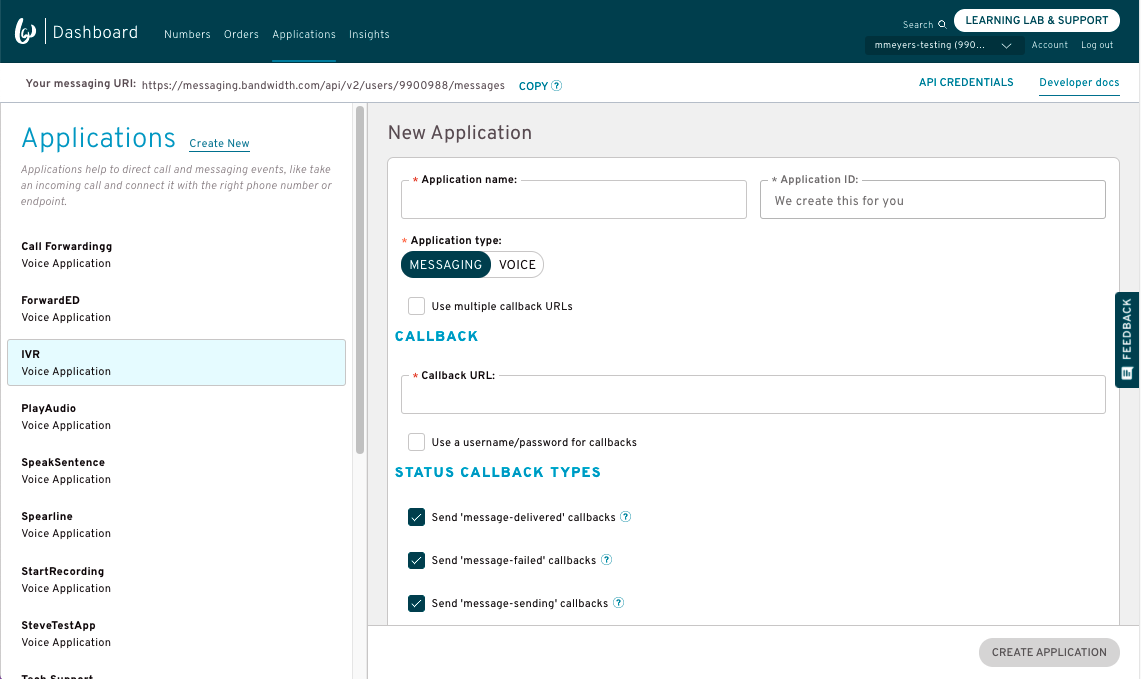 Dashboard
Numbers Orders Applications Insights
Search
LEARNING LAB & SUPPORT
mmeyers-testing (990...
Account Log out
Your messaging URI: https://messaging.bandwidth.com/api/v2/users/9900988/messages COPY ?
API CREDENTIALS Developer docs
Applications Create New
Applications help to direct call and messaging events, like take
an incoming call and connect it with the right phone number or
endpoint.
Call Forwardingg
Voice Application
ForwardED
Voice Application
IVR
Voice Application
PlayAudio
Voice Application
SpeakSentence
Voice Application
Spearline
Voice Application
StartRecording
Voice Application
SteveTestApp
Voice Application
Tech Support
New Application
* Application name:
* Application ID:
We create this for you
* Application type:
MESSAGING VOICE
Use multiple callback URLs
CALLBACK
* Callback URL:
Use a username/password for callbacks
STATUS CALLBACK TYPES
Send 'message-delivered' callbacks ?
Send 'message-failed' callbacks ?
Send 'message-sending' callbacks ?
CREATE APPLICATION
FEEDBACK